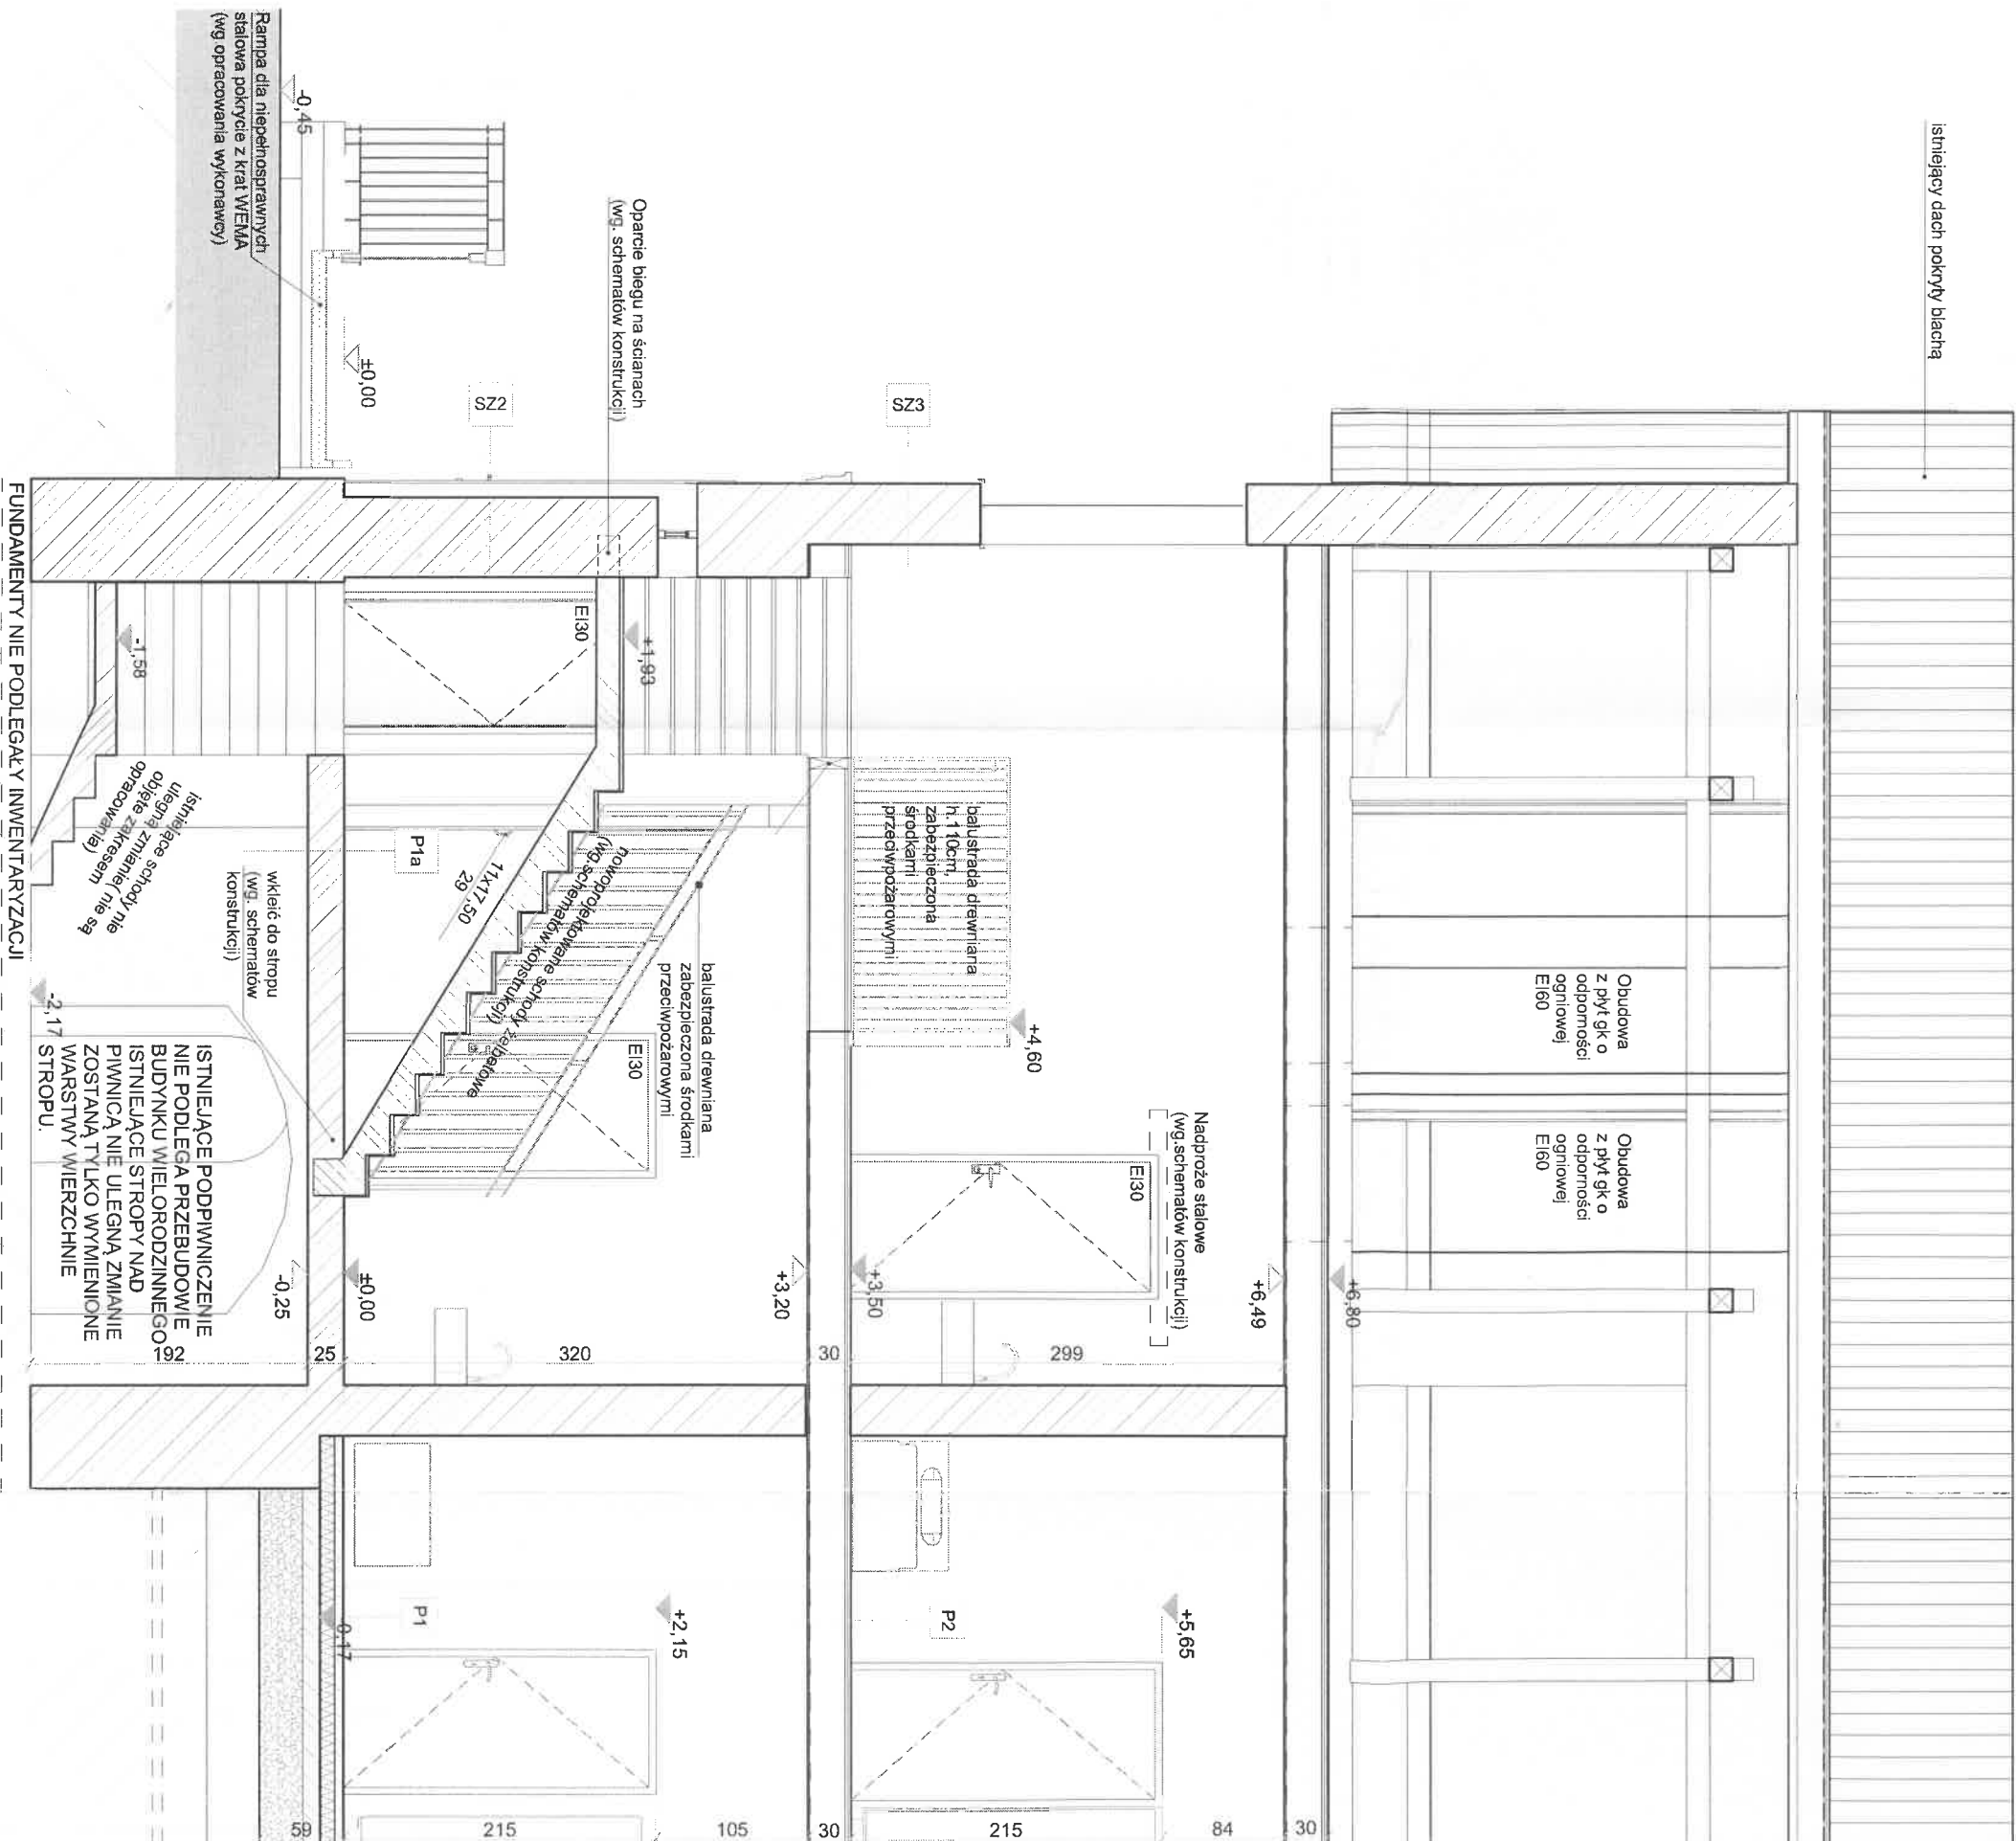 istniejący dach pokryty blachą
Obudowa
z płyt gk o
odporności
ogniowej
EI60
Obudowa
z płyt gk o
odporności
ogniowej
EI60
+6,80
+6,49
30
84
Nadproże stalowe
(wg.schematów konstrukcji)
EI30
+5,65
+4,60
SZ3
balustrada drewniana
h.110cm,
zabezpieczona
środkami
przeciwpożarowymi
299
215
P2
+3,50
+3,20
30
30
Oparcie biegu na ścianach
(wg. schematów konstrukcji)
balustrada drewniana
zabezpieczona środkami
przeciwpożarowymi
+1,93
EI30
EI30
+2,15
105
nowoprojektowane schody żelbetowe
(wg.schematów konstrukcji)
11x17,50
29
320
215
SZ2
P1a
P1
±0,00
±0,00
-0,45
-0,17
-0,25
25
59
Rampa dla niepełnosprawnych
stalowa pokrycie z krat WEMA
(wg opracowania wykonawcy)
wkleić do stropu
(wg. schematów
konstrukcji)
-1,58
istniejące schody nie
ulegną zmianie( nie są
objęte zakresem
opracowania)
192
ISTNIEJĄCE PODPIWNICZENIE
NIE PODLEGA PRZEBUDOWIE
BUDYNKU WIELORODZINNEGO
ISTNIEJĄCE STROPY NAD
PIWNICĄ NIE ULEGNĄ ZMIANIE
ZOSTANĄ TYLKO WYMIENIONE
WARSTWY WIERZCHNIE
STROPU.
-2,17
FUNDAMENTY NIE PODLEGAŁY INWENTARYZACJI